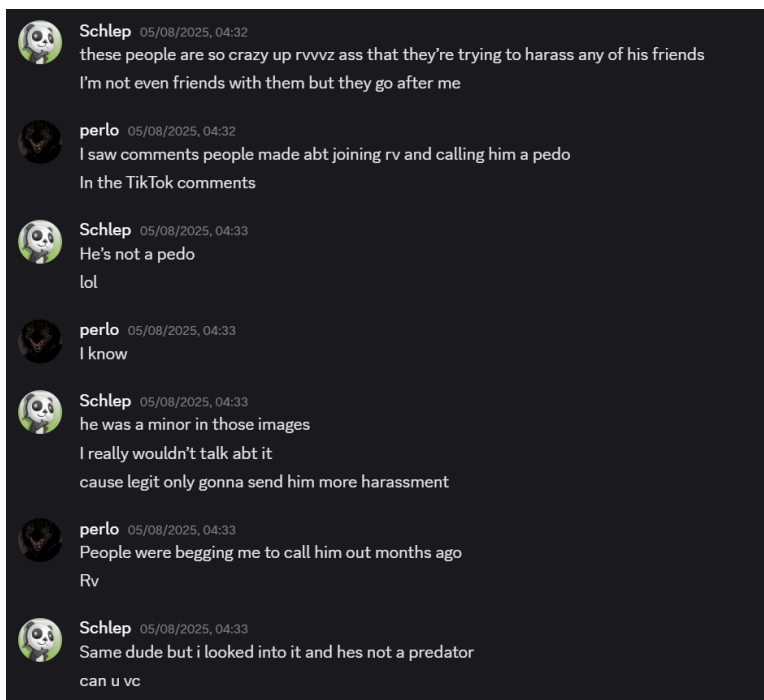 Schlep 05/08/2025, 04:32
these people are so crazy up rvvvz ass that they're trying to harass any of his friends
I'm not even friends with them but they go after me
perlo 05/08/2025, 04:32
I saw comments people made abt joining rv and calling him a pedo
In the TikTok comments
Schlep 05/08/2025, 04:33
He's not a pedo
lol
perlo 05/08/2025, 04:33
I know
Schlep 05/08/2025, 04:33
he was a minor in those images
I really wouldn't talk abt it
cause legit only gonna send him more harassment
perlo 05/08/2025, 04:33
People were begging me to call him out months ago
Rv
Schlep 05/08/2025, 04:33
Same dude but i looked into it and hes not a predator
can u vc